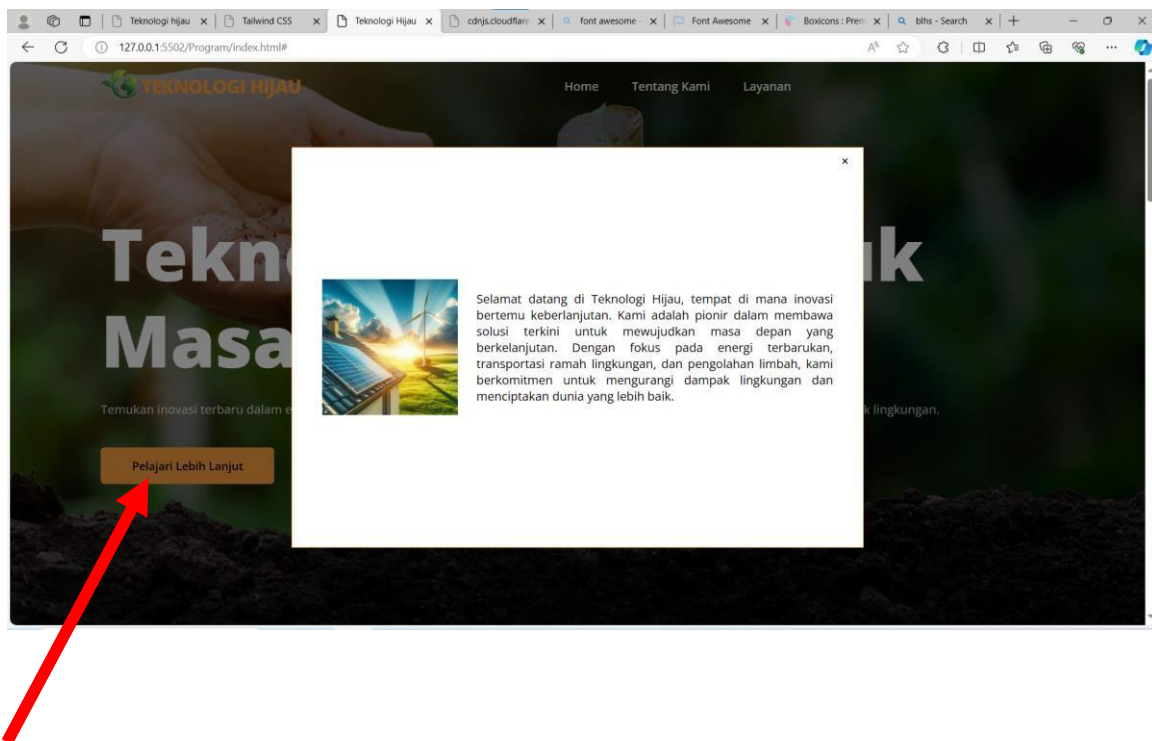 Teknologi hijau
Tailwind CSS
Teknologi Hijau
cdnjs.cloudflare
font awesome -
Font Awesome
Boxicons : Prem
blhs - Search
127.0.0.1:5502/Program/index.html#
TEKNOLOGI HIJAU
Home Tentang Kami Layanan
×
Tekn k
Masa
Selamat datang di Teknologi Hijau, tempat di mana inovasi
bertemu keberlanjutan. Kami adalah pionir dalam membawa
solusi terkini untuk mewujudkan masa depan yang
berkelanjutan. Dengan fokus pada energi terbarukan,
transportasi ramah lingkungan, dan pengolahan limbah, kami
berkomitmen untuk mengurangi dampak lingkungan dan
menciptakan dunia yang lebih baik.
Temukan inovasi terbaru dalam e k lingkungan.
Pelajari Lebih Lanjut